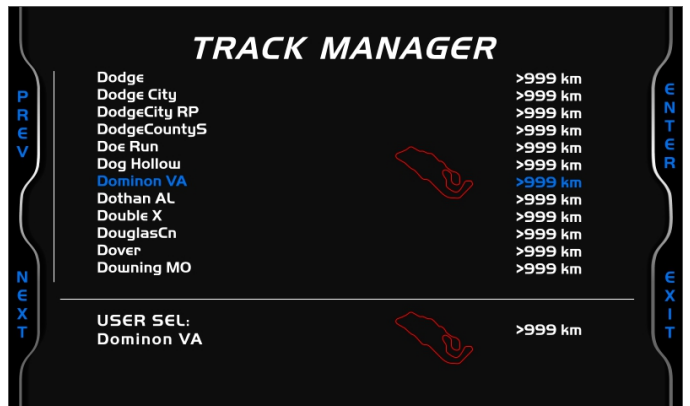 TRACK MANAGER
PREV
NEXT
ENTER
EXIT
Dodge >999 km
Dodge City >999 km
DodgeCity RP >999 km
DodgeCountyS >999 km
Doe Run >999 km
Dog Hollow >999 km
Dominon VA >999 km
Dothan AL >999 km
Double X >999 km
DouglasCn >999 km
Dover >999 km
Downing MO >999 km
USER SEL:
Dominon VA >999 km